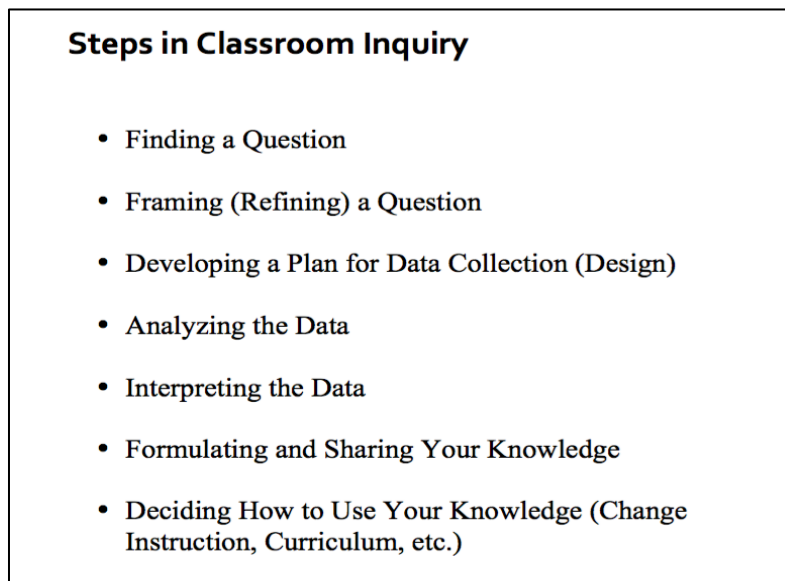 Steps in Classroom Inquiry
• Finding a Question
• Framing (Refining) a Question
• Developing a Plan for Data Collection (Design)
• Analyzing the Data
• Interpreting the Data
• Formulating and Sharing Your Knowledge
• Deciding How to Use Your Knowledge (Change
Instruction, Curriculum, etc.)